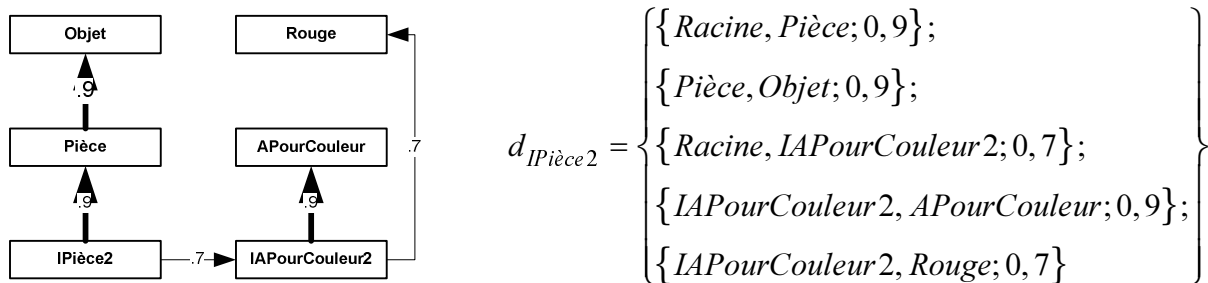 Objet
Rouge
.9
Pièce
APourCouleur
.7
.9
.9
IPièce2
.7
IAPourCouleur2
d_{IPièce2} = {
{Racine, Pièce; 0,9};
{Pièce, Objet; 0,9};
{Racine, IAPourCouleur2; 0,7};
{IAPourCouleur2, APourCouleur; 0,9};
{IAPourCouleur2, Rouge; 0,7}
}